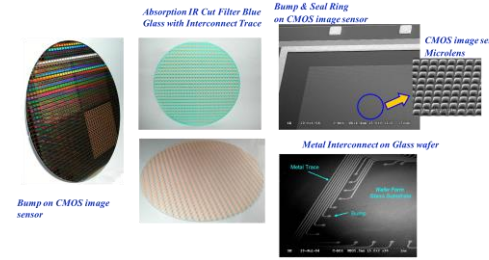 Absorption IR Cut Filter Blue
Glass with Interconnect Trace
Bump & Seal Ring
on CMOS image sensor
CMOS image se
Microlens
Bump on CMOS image
sensor
Metal Interconnect on Glass wafer
Metal Trace
Bump